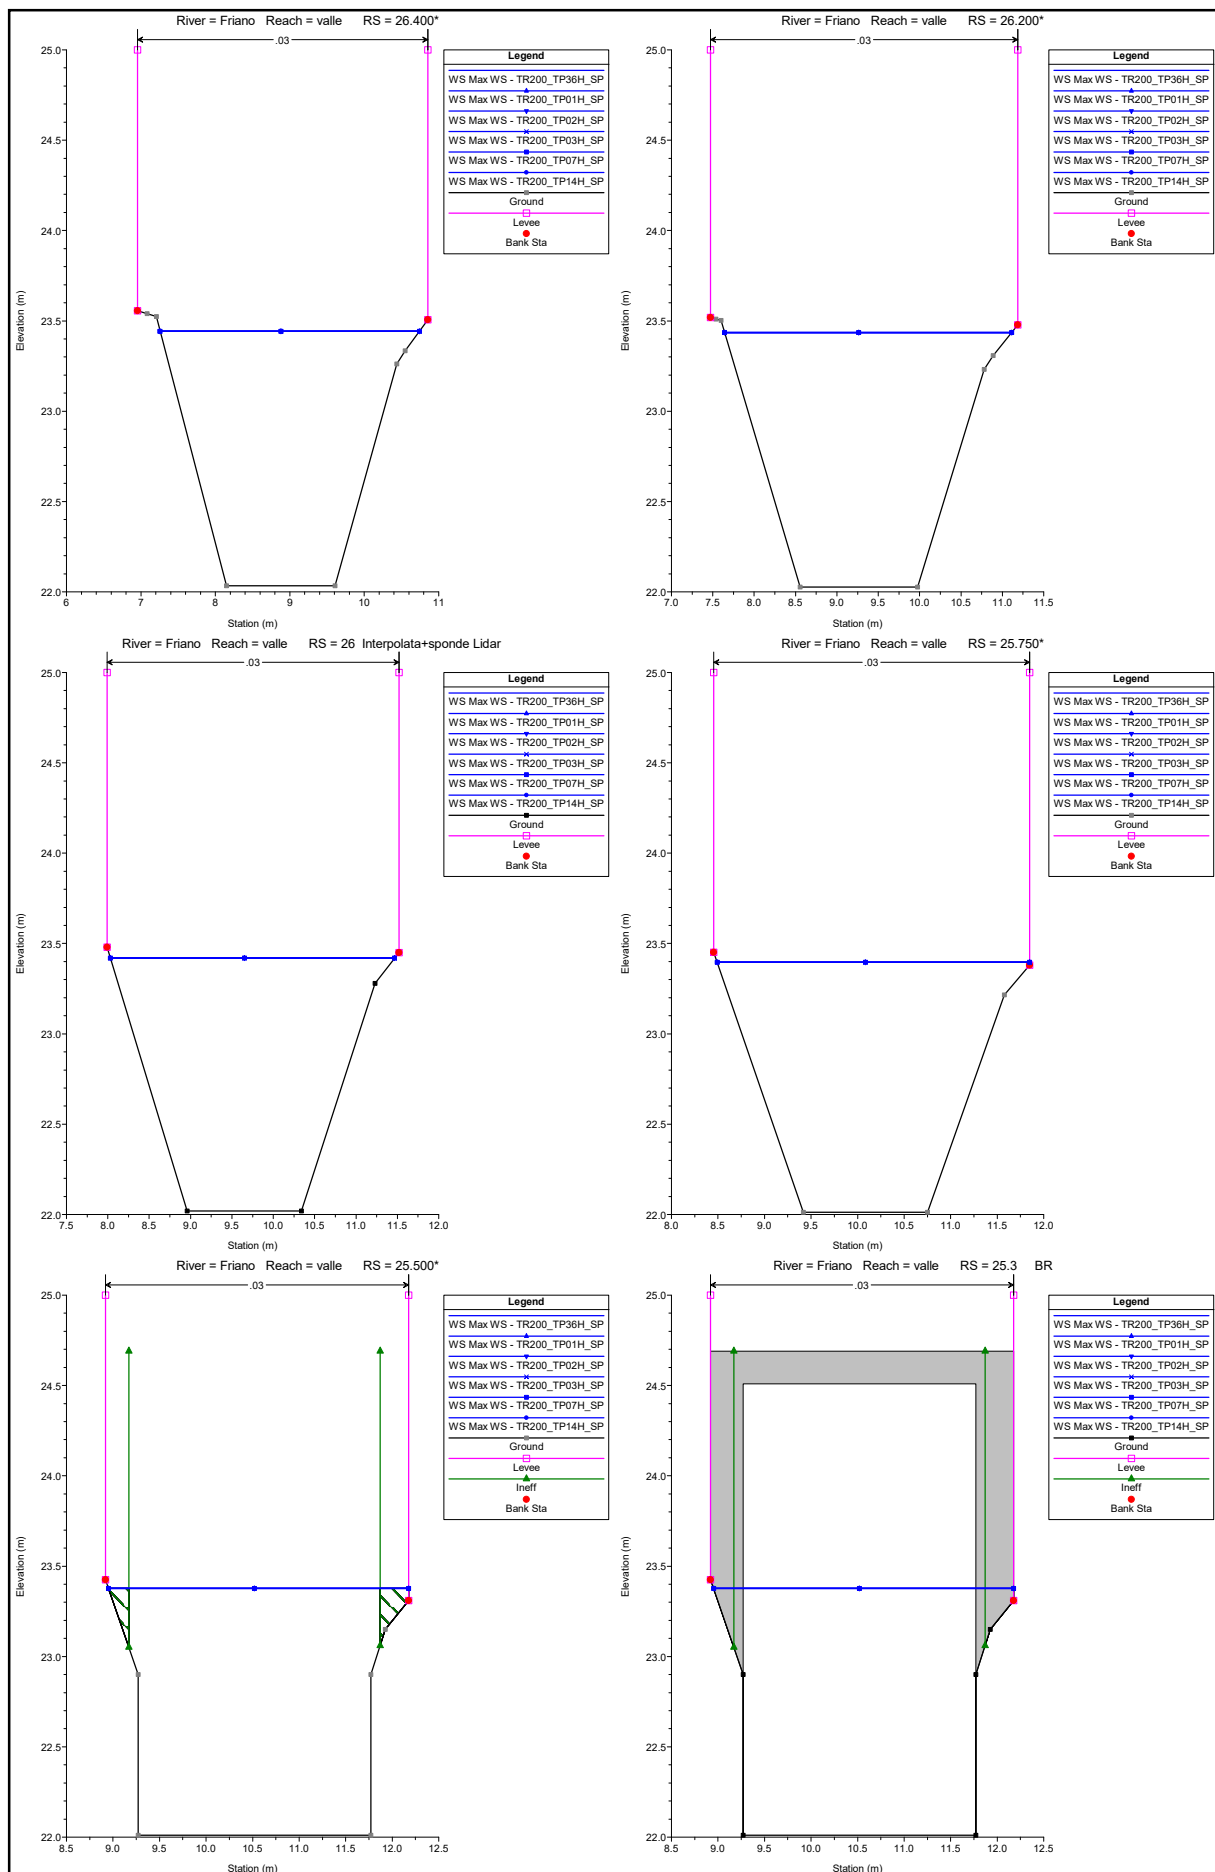 River = Friano Reach = valle RS = 26.400*
.03
25.0
24.5
24.0
23.5
23.0
22.5
22.0
Elevation (m)
6 7 8 9 10 11
Station (m)
Legend
WS Max WS - TR200_TP36H_SP
WS Max WS - TR200_TP01H_SP
WS Max WS - TR200_TP02H_SP
WS Max WS - TR200_TP03H_SP
WS Max WS - TR200_TP07H_SP
WS Max WS - TR200_TP14H_SP
Ground
Levee
Bank Sta
River = Friano Reach = valle RS = 26.200*
.03
25.0
24.5
24.0
23.5
23.0
22.5
22.0
Elevation (m)
7.0 7.5 8.0 8.5 9.0 9.5 10.0 10.5 11.0 11.5
Station (m)
Legend
WS Max WS - TR200_TP36H_SP
WS Max WS - TR200_TP01H_SP
WS Max WS - TR200_TP02H_SP
WS Max WS - TR200_TP03H_SP
WS Max WS - TR200_TP07H_SP
WS Max WS - TR200_TP14H_SP
Ground
Levee
Bank Sta
River = Friano Reach = valle RS = 26 Interpolata+sponde Lidar
.03
25.0
24.5
24.0
23.5
23.0
22.5
22.0
Elevation (m)
7.5 8.0 8.5 9.0 9.5 10.0 10.5 11.0 11.5 12.0
Station (m)
Legend
WS Max WS - TR200_TP36H_SP
WS Max WS - TR200_TP01H_SP
WS Max WS - TR200_TP02H_SP
WS Max WS - TR200_TP03H_SP
WS Max WS - TR200_TP07H_SP
WS Max WS - TR200_TP14H_SP
Ground
Levee
Bank Sta
River = Friano Reach = valle RS = 25.750*
.03
25.0
24.5
24.0
23.5
23.0
22.5
22.0
Elevation (m)
8.0 8.5 9.0 9.5 10.0 10.5 11.0 11.5 12.0
Station (m)
Legend
WS Max WS - TR200_TP36H_SP
WS Max WS - TR200_TP01H_SP
WS Max WS - TR200_TP02H_SP
WS Max WS - TR200_TP03H_SP
WS Max WS - TR200_TP07H_SP
WS Max WS - TR200_TP14H_SP
Ground
Levee
Bank Sta
River = Friano Reach = valle RS = 25.500*
.03
25.0
24.5
24.0
23.5
23.0
22.5
22.0
Elevation (m)
8.5 9.0 9.5 10.0 10.5 11.0 11.5 12.0 12.5
Station (m)
Legend
WS Max WS - TR200_TP36H_SP
WS Max WS - TR200_TP01H_SP
WS Max WS - TR200_TP02H_SP
WS Max WS - TR200_TP03H_SP
WS Max WS - TR200_TP07H_SP
WS Max WS - TR200_TP14H_SP
Ground
Levee
Ineff
Bank Sta
River = Friano Reach = valle RS = 25.3 BR
.03
25.0
24.5
24.0
23.5
23.0
22.5
22.0
Elevation (m)
8.5 9.0 9.5 10.0 10.5 11.0 11.5 12.0 12.5
Station (m)
Legend
WS Max WS - TR200_TP36H_SP
WS Max WS - TR200_TP01H_SP
WS Max WS - TR200_TP02H_SP
WS Max WS - TR200_TP03H_SP
WS Max WS - TR200_TP07H_SP
WS Max WS - TR200_TP14H_SP
Ground
Levee
Ineff
Bank Sta